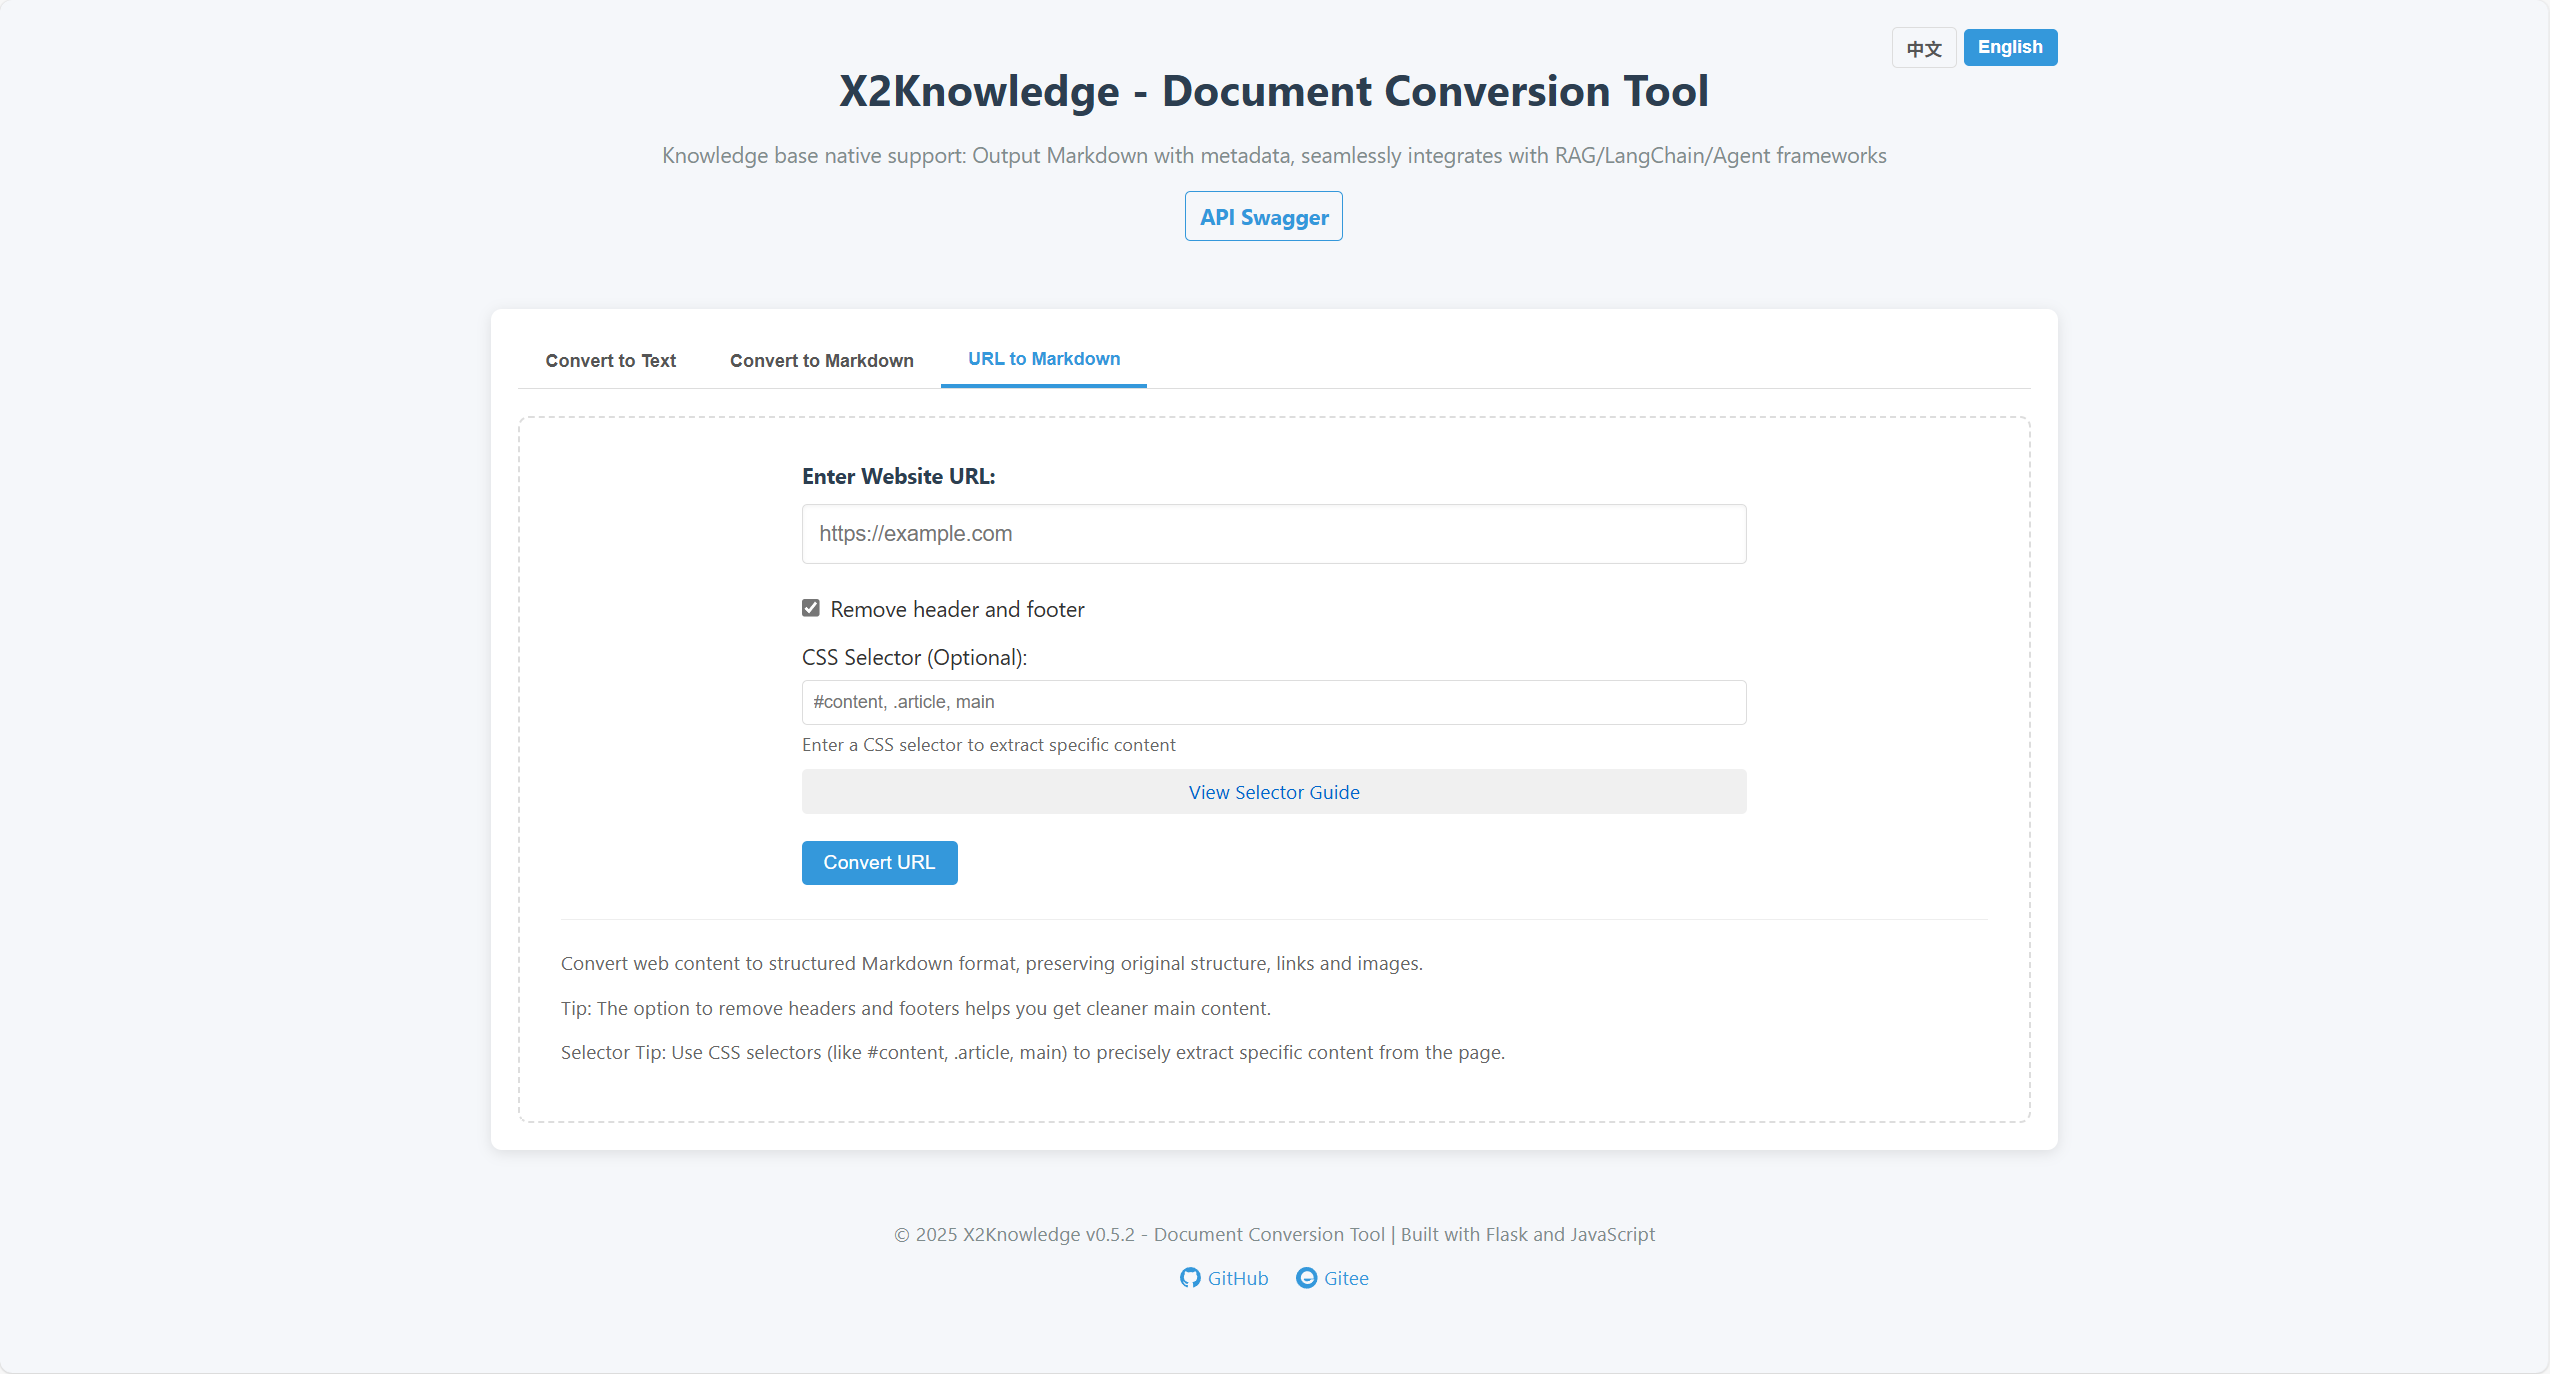 中文
English
X2Knowledge - Document Conversion Tool
Knowledge base native support: Output Markdown with metadata, seamlessly integrates with RAG/LangChain/Agent frameworks
API Swagger
Convert to Text
Convert to Markdown
URL to Markdown
Enter Website URL:
https://example.com
Remove header and footer
CSS Selector (Optional):
#content, .article, main
Enter a CSS selector to extract specific content
View Selector Guide
Convert URL
Convert web content to structured Markdown format, preserving original structure, links and images.
Tip: The option to remove headers and footers helps you get cleaner main content.
Selector Tip: Use CSS selectors (like #content, .article, main) to precisely extract specific content from the page.
© 2025 X2Knowledge v0.5.2 - Document Conversion Tool | Built with Flask and JavaScript
GitHub
Gitee